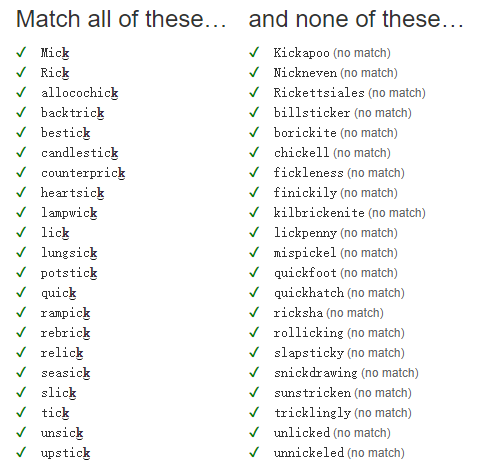 Match all of these… and none of these…
✓ Mick ✓ Kickapoo (no match)
✓ Rick ✓ Nickneven (no match)
✓ allocochick ✓ Rickettsiales (no match)
✓ backtrick ✓ billsticker (no match)
✓ bestick ✓ borickite (no match)
✓ candlestick ✓ chickell (no match)
✓ counterprick ✓ fickleness (no match)
✓ heartsick ✓ finickily (no match)
✓ lampwick ✓ kilbrickenite (no match)
✓ lick ✓ lickpenny (no match)
✓ lungsick ✓ mispickel (no match)
✓ potstick ✓ quickfoot (no match)
✓ quick ✓ quickhatch (no match)
✓ rampick ✓ ricksha (no match)
✓ rebrick ✓ rollicking (no match)
✓ relick ✓ slapsticky (no match)
✓ seasick ✓ snickdrawing (no match)
✓ slick ✓ sunstricken (no match)
✓ tick ✓ tricklingly (no match)
✓ unsick ✓ unlicked (no match)
✓ upstick ✓ unnickeled (no match)